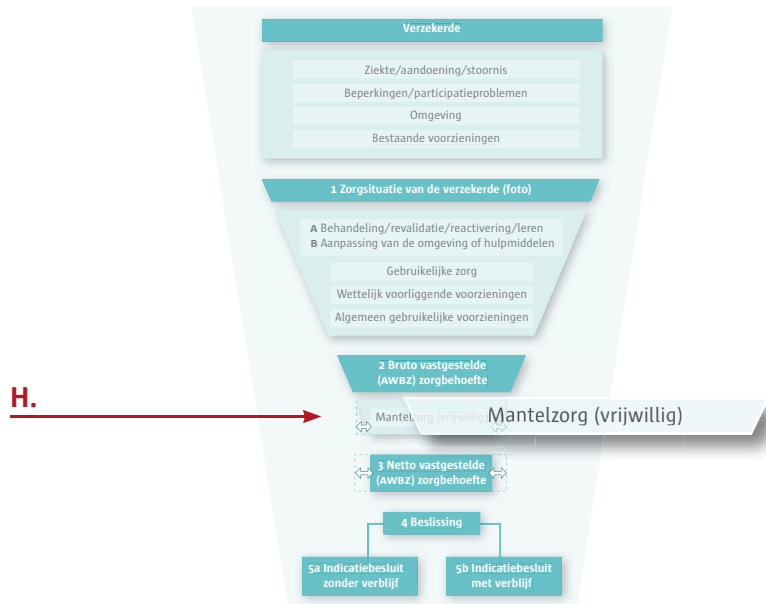 Verzekerde
Ziekte/aandoening/stoornis
Beperkingen/participatieproblemen
Omgeving
Bestaande voorzieningen
1 Zorgsituatie van de verzekerde (foto)
A Behandeling/revalidatie/reactivering/leren
B Aanpassing van de omgeving of hulpmiddelen
Gebruikelijke zorg
Wettelijk voorliggende voorzieningen
Algemeen gebruikelijke voorzieningen
2 Bruto vastgestelde
(AWBZ) zorgbehoefte
H.
Mantelzorg (vrijwillig)
Mantelzorg (vrijwillig)
3 Netto vastgestelde
(AWBZ) zorgbehoefte
4 Beslissing
5a Indicatiebesluit
zonder verblijf
5b Indicatiebesluit
met verblijf